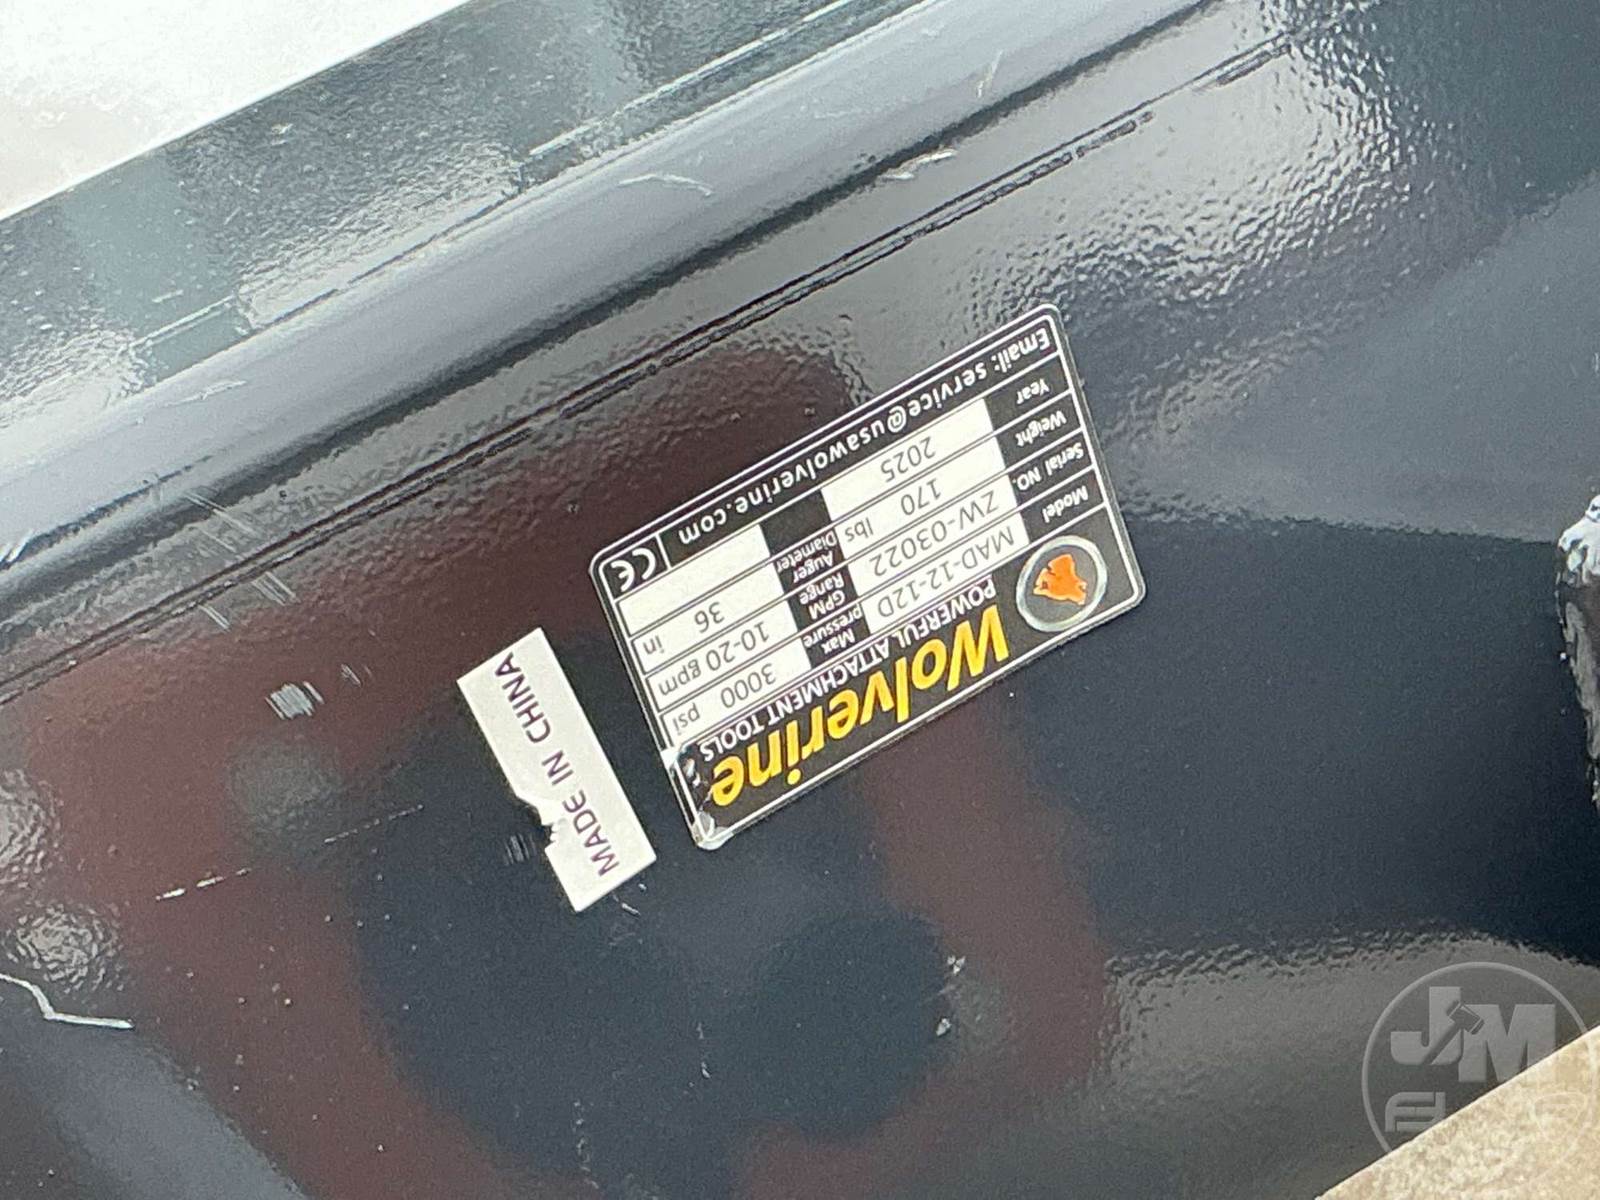 Wolverine
POWERFUL ATTACHMENT TOOLS
Model MAD-12-12D Max pressure 3000 psi
Serial NO. ZW-03022 GPM Range 10-20 gpm
Weight 170 lbs Auger Diameter 36 in
Year 2025
Email: service@usawolverine.com CE
MADE IN CHINA
JM